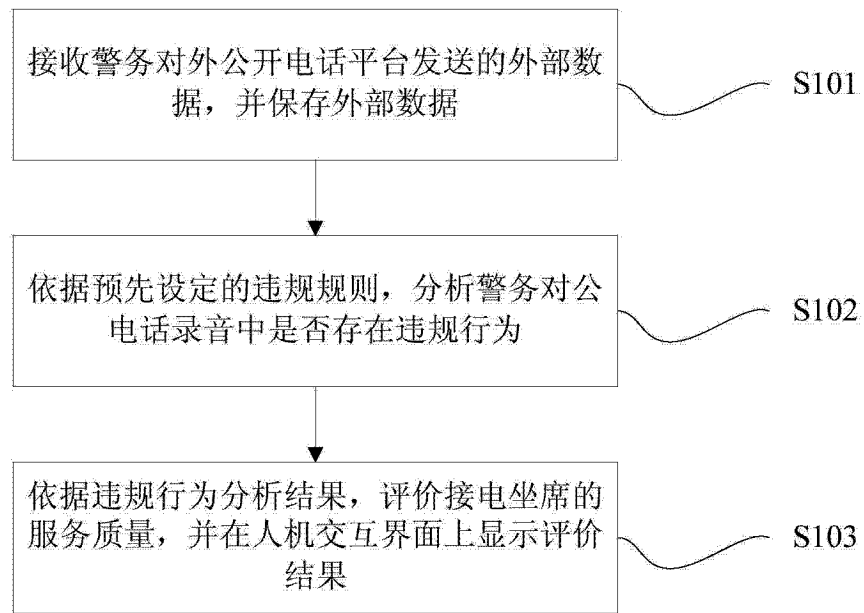 接收警务对外公开电话平台发送的外部数
据，并保存外部数据
S101
依据预先设定的违规规则，分析警务对公
电话录音中是否存在违规行为
S102
依据违规行为分析结果，评价接电坐席的
服务质量，并在人机交互界面上显示评价
结果
S103